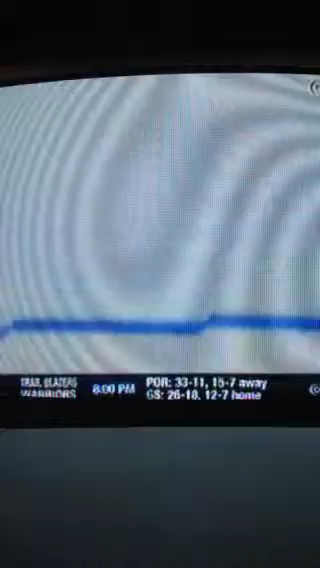 TRAIL BLAZERS
WARRIORS
8:00 PM
POR: 33-11, 15-7 away
GS: 26-18, 12-7 home